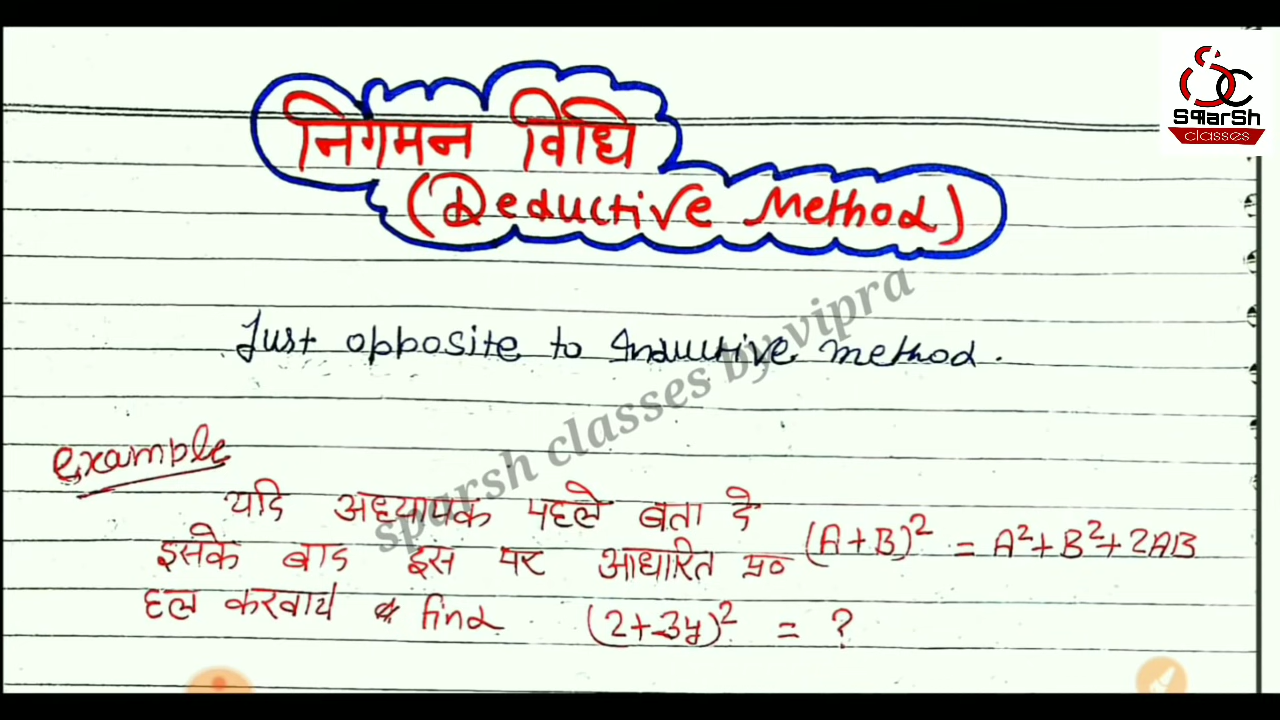 SपarSh
classes
निगमन विधि
(Deductive Method)
Just opposite to Inductive method.
sparsh classes by vipra
example
यदि अध्यापक पहले बता दे
(A+B)² = A²+B²+2AB
इसके बाद इस पर आधारित प्र०
हल करवाये find (2+3y)² = ?